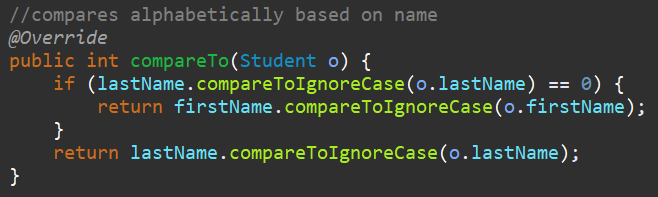 //compares alphabetically based on name
@Override
public int compareTo(Student o) {
    if (lastName.compareToIgnoreCase(o.lastName) == 0) {
        return firstName.compareToIgnoreCase(o.firstName);
    }
    return lastName.compareToIgnoreCase(o.lastName);
}